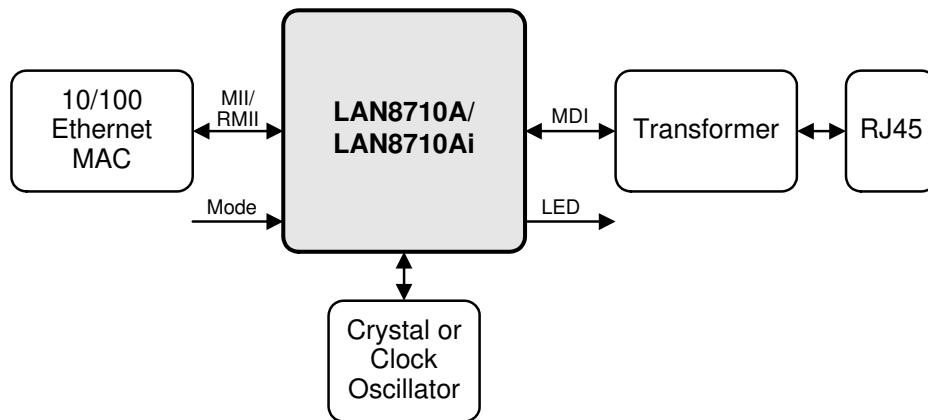 10/100
Ethernet
MAC
MII/
RMII
Mode
LAN8710A/
LAN8710Ai
MDI
LED
Transformer
RJ45
Crystal or
Clock
Oscillator